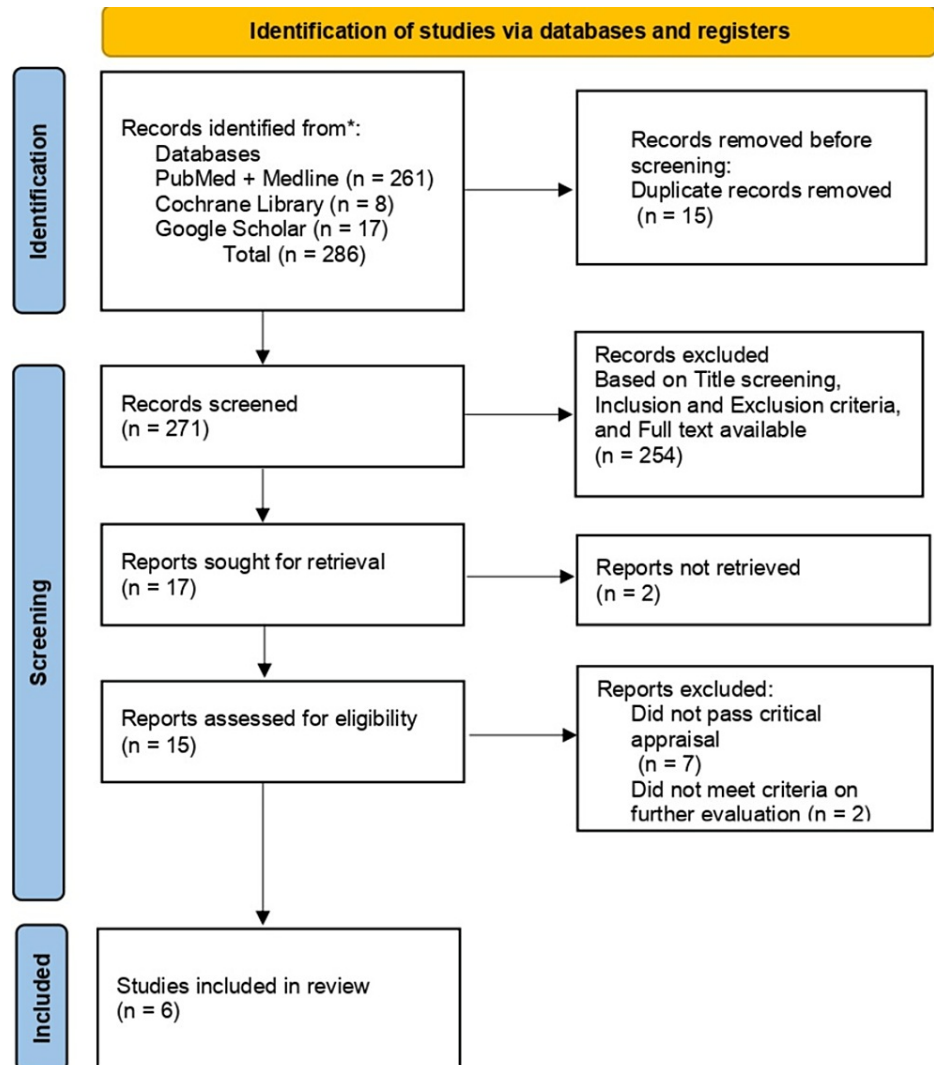 Identification of studies via databases and registers
Identification
Records identified from*:
Databases
PubMed + Medline (n = 261)
Cochrane Library (n = 8)
Google Scholar (n = 17)
Total (n = 286)
Records removed before
screening:
Duplicate records removed
(n = 15)
Screening
Records screened
(n = 271)
Records excluded
Based on Title screening,
Inclusion and Exclusion criteria,
and Full text available
(n = 254)
Reports sought for retrieval
(n = 17)
Reports not retrieved
(n = 2)
Reports assessed for eligibility
(n = 15)
Reports excluded:
Did not pass critical
appraisal
(n = 7)
Did not meet criteria on
further evaluation (n = 2)
Included
Studies included in review
(n = 6)